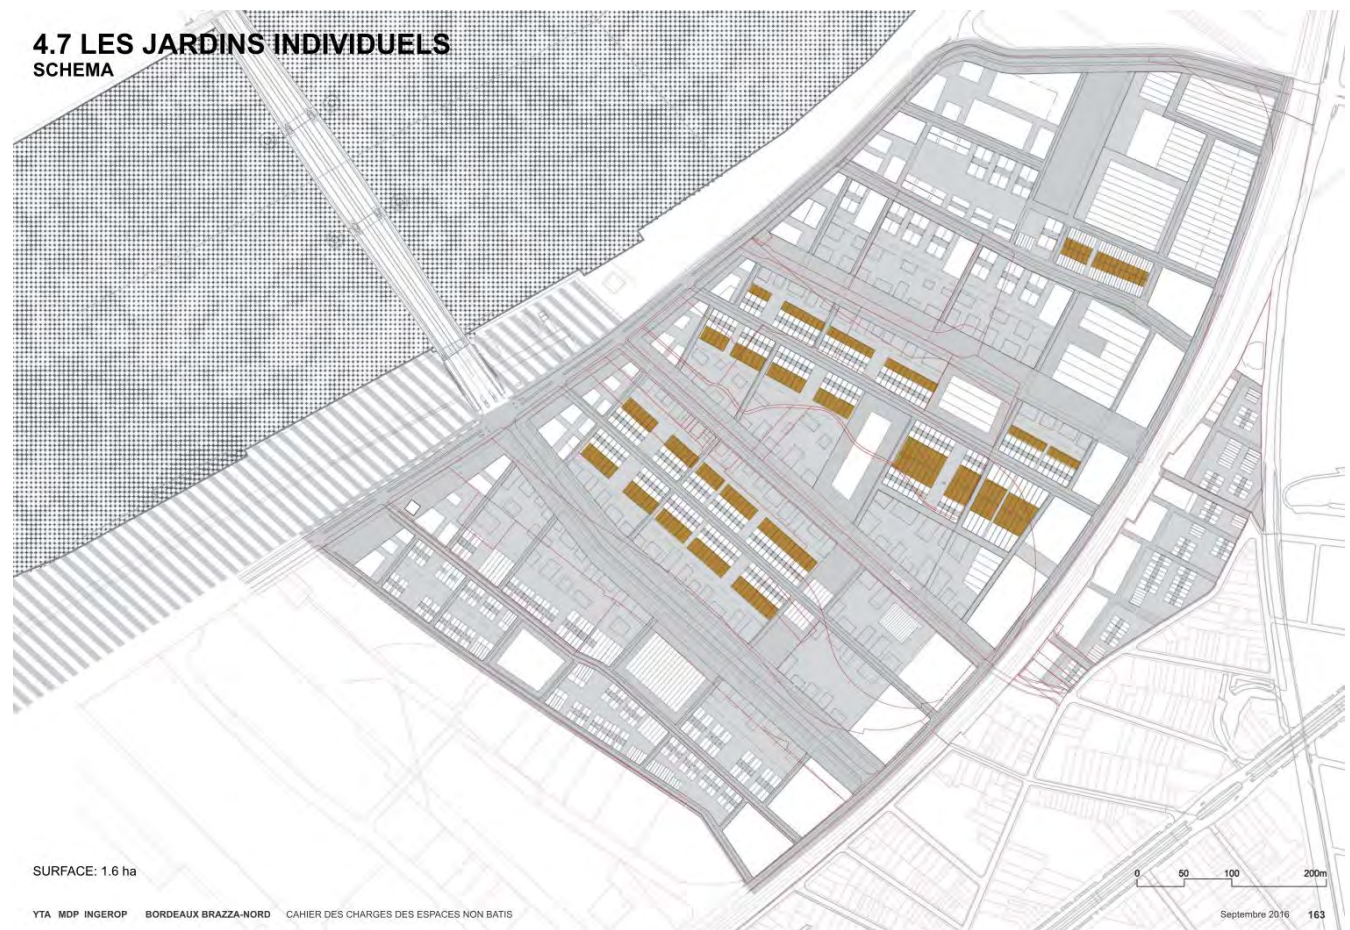 4.7 LES JARDINS INDIVIDUELS
SCHEMA
SURFACE: 1.6 ha
0 50 100 200m
YTA MDP INGEROP BORDEAUX BRAZZA-NORD CAHIER DES CHARGES DES ESPACES NON BATIS
Septembre 2016 163